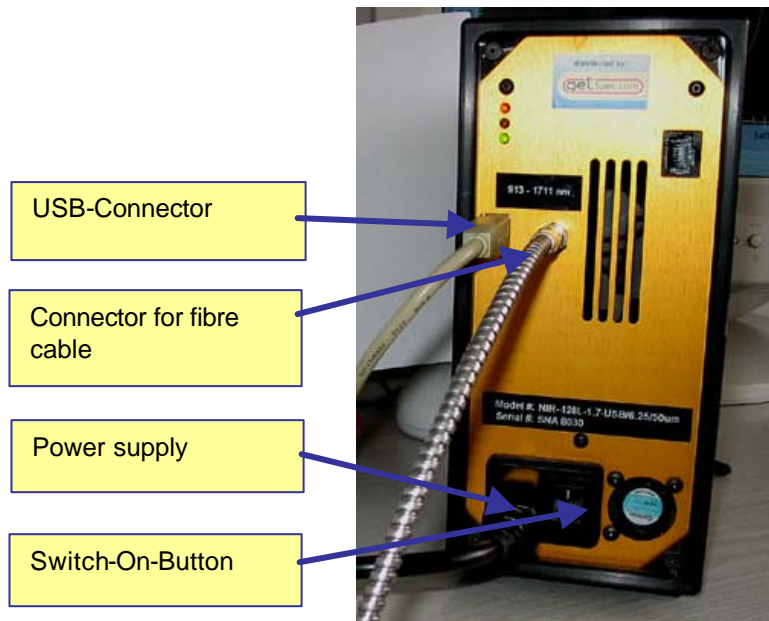 distributed by:
getspec.com
913 - 1711 nm
USB-Connector
Connector for fibre
cable
Model #: NIR-128L-1.7-USB/6.25/50um
Serial #: SNA B030
Power supply
Switch-On-Button